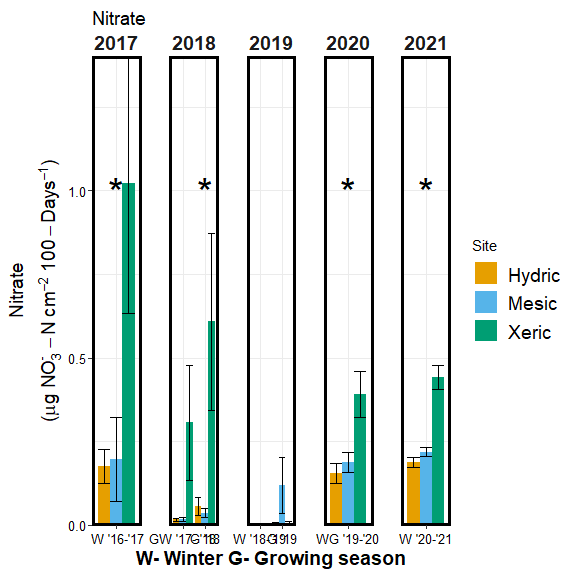 Nitrate
2017 2018 2019 2020 2021
Nitrate
(μg NO₃⁻ – N cm⁻² 100 – Days⁻¹)
1.0
0.5
0.0
* * * *
W '16-'17 GW '17 G'18 W '18 G'19 WG '19-'20 W '20-'21
W- Winter G- Growing season
Site
Hydric
Mesic
Xeric